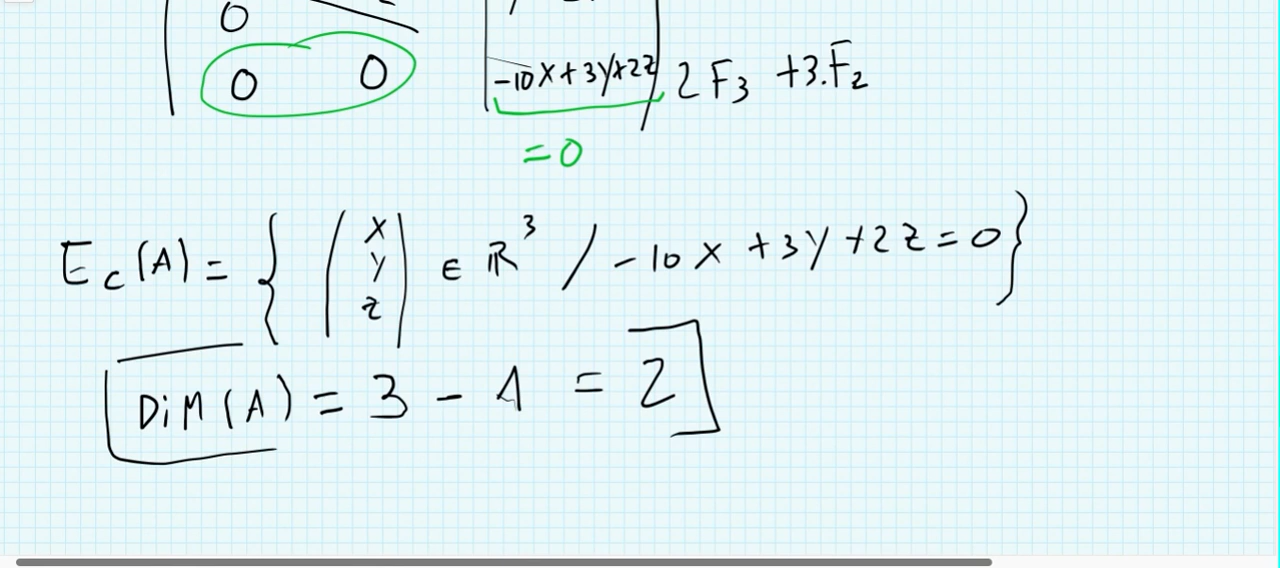 0
0 0 -10x+3y+2z 2F3 +3.F2
=0
Ec(A) = { ( x
y
z ) ∈ ℝ³ / -10x +3y +2z = 0 }
DiM(A) = 3 - 1 = 2